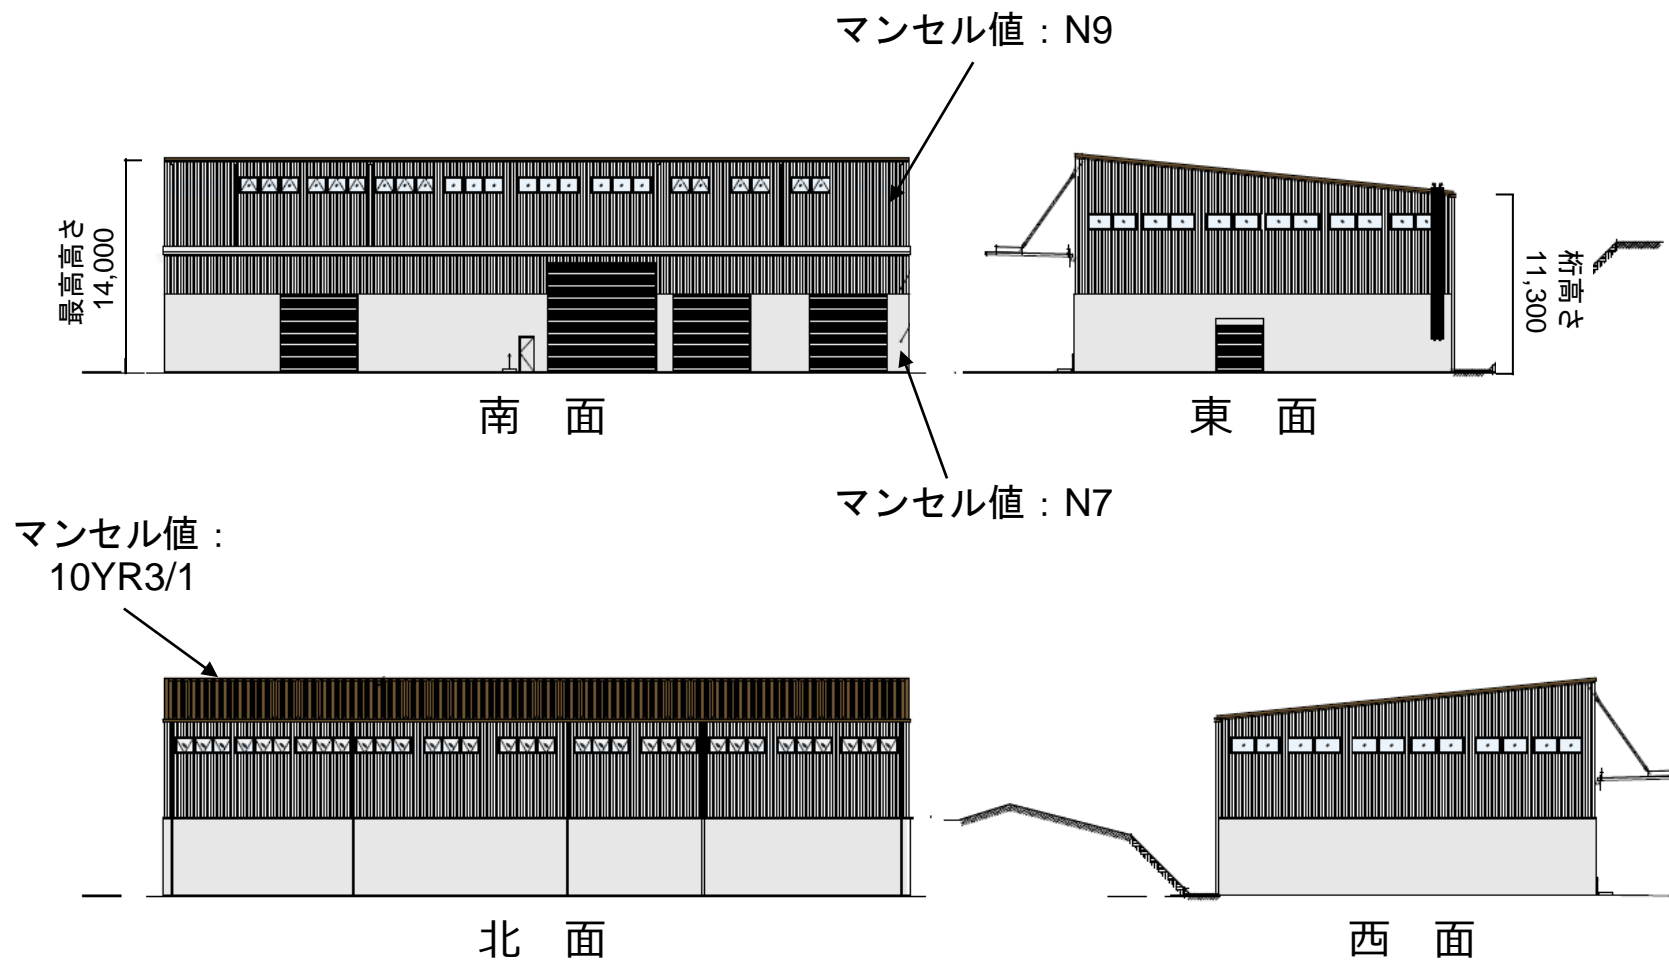 マンセル値：N9
最高高さ
14,000
桁高さ
11,300
南　面
東　面
マンセル値：N7
マンセル値：
10YR3/1
北　面
西　面